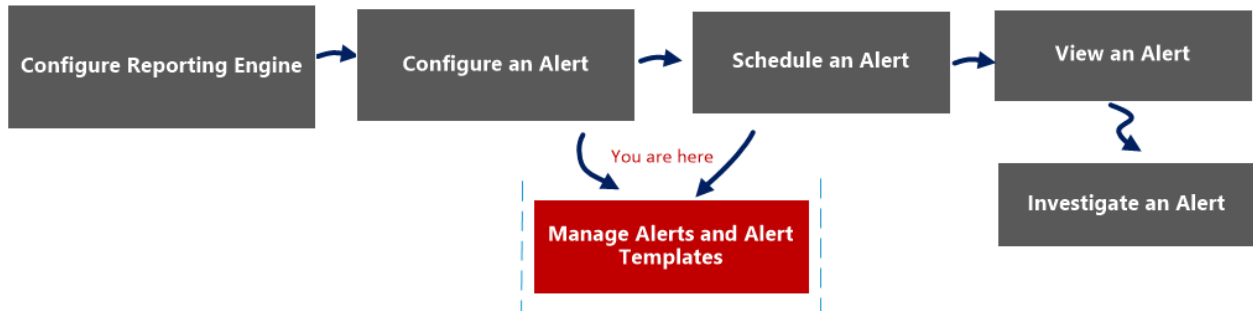 Configure Reporting Engine
Configure an Alert
Schedule an Alert
View an Alert
You are here
Manage Alerts and Alert
Templates
Investigate an Alert